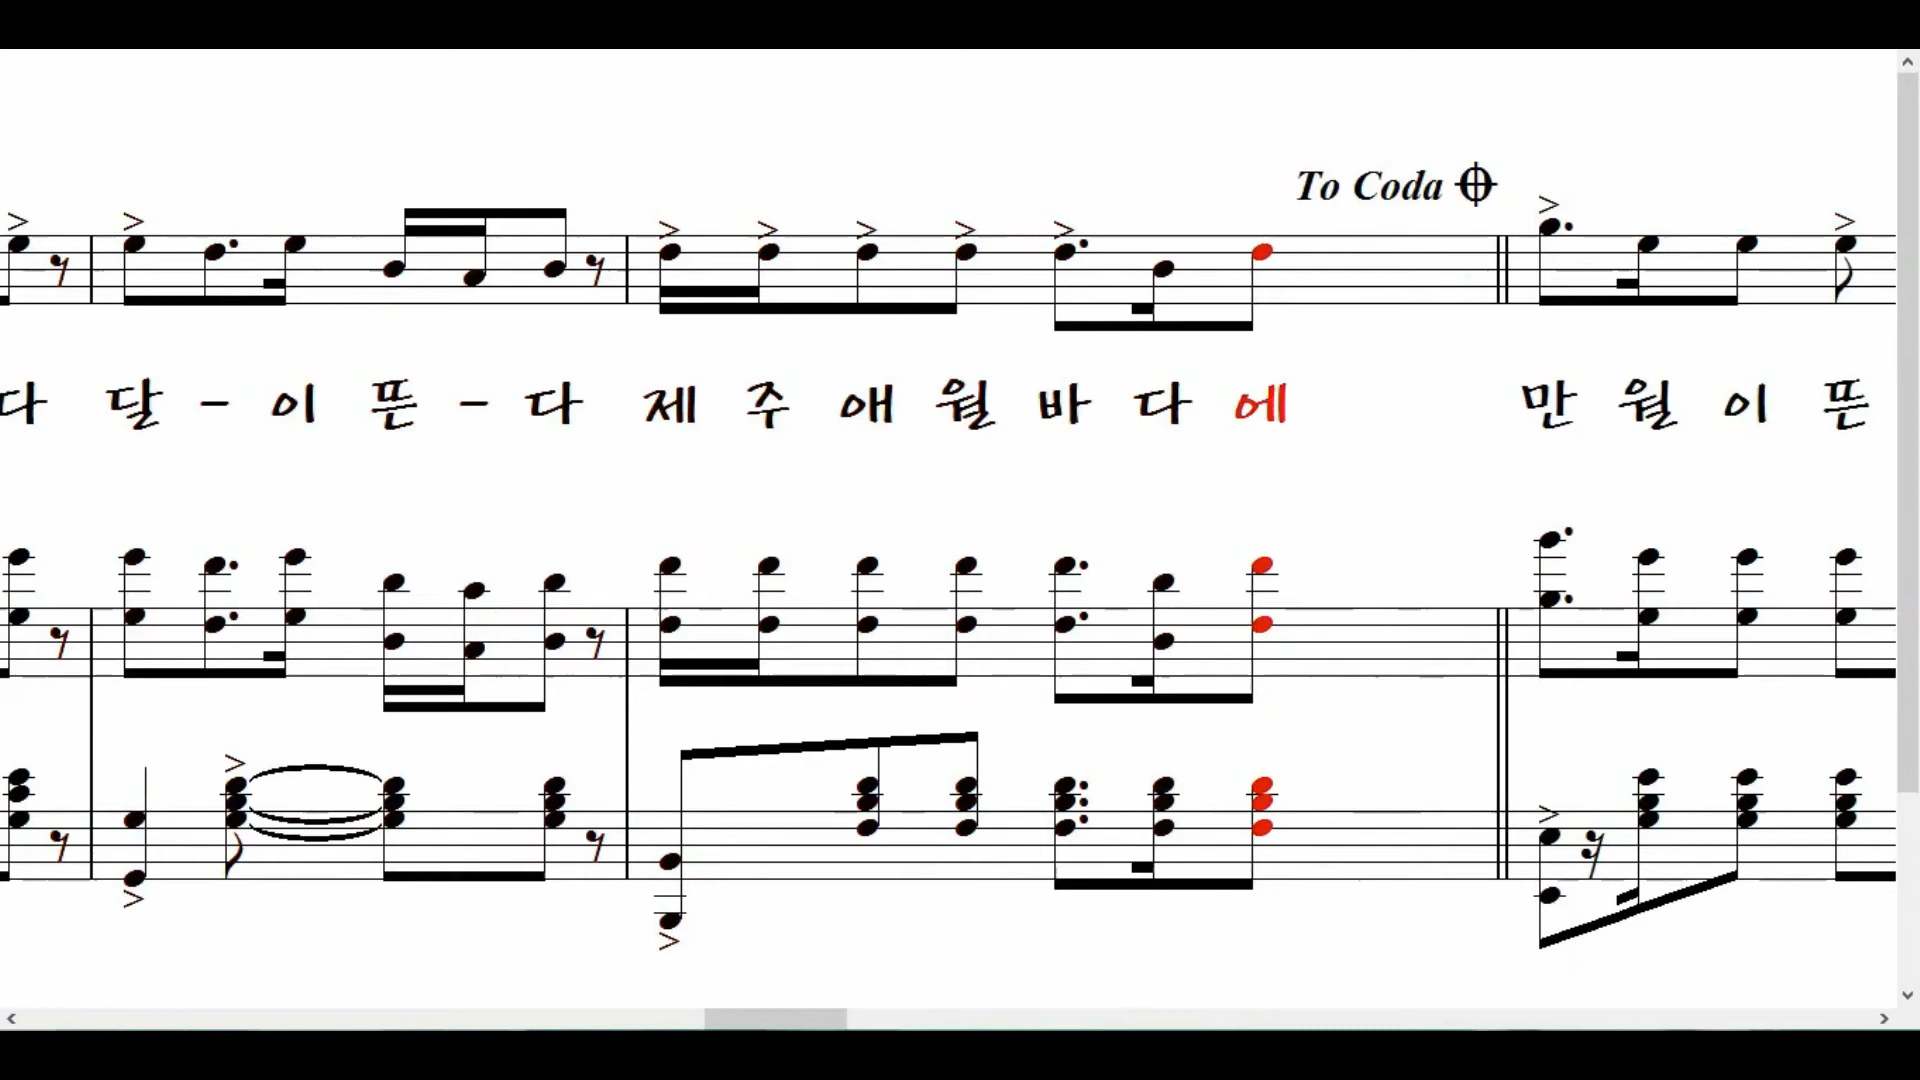 To Coda
다 달 - 이 뜬 - 다 제 주 애 월 바 다 에 만 월 이 뜬